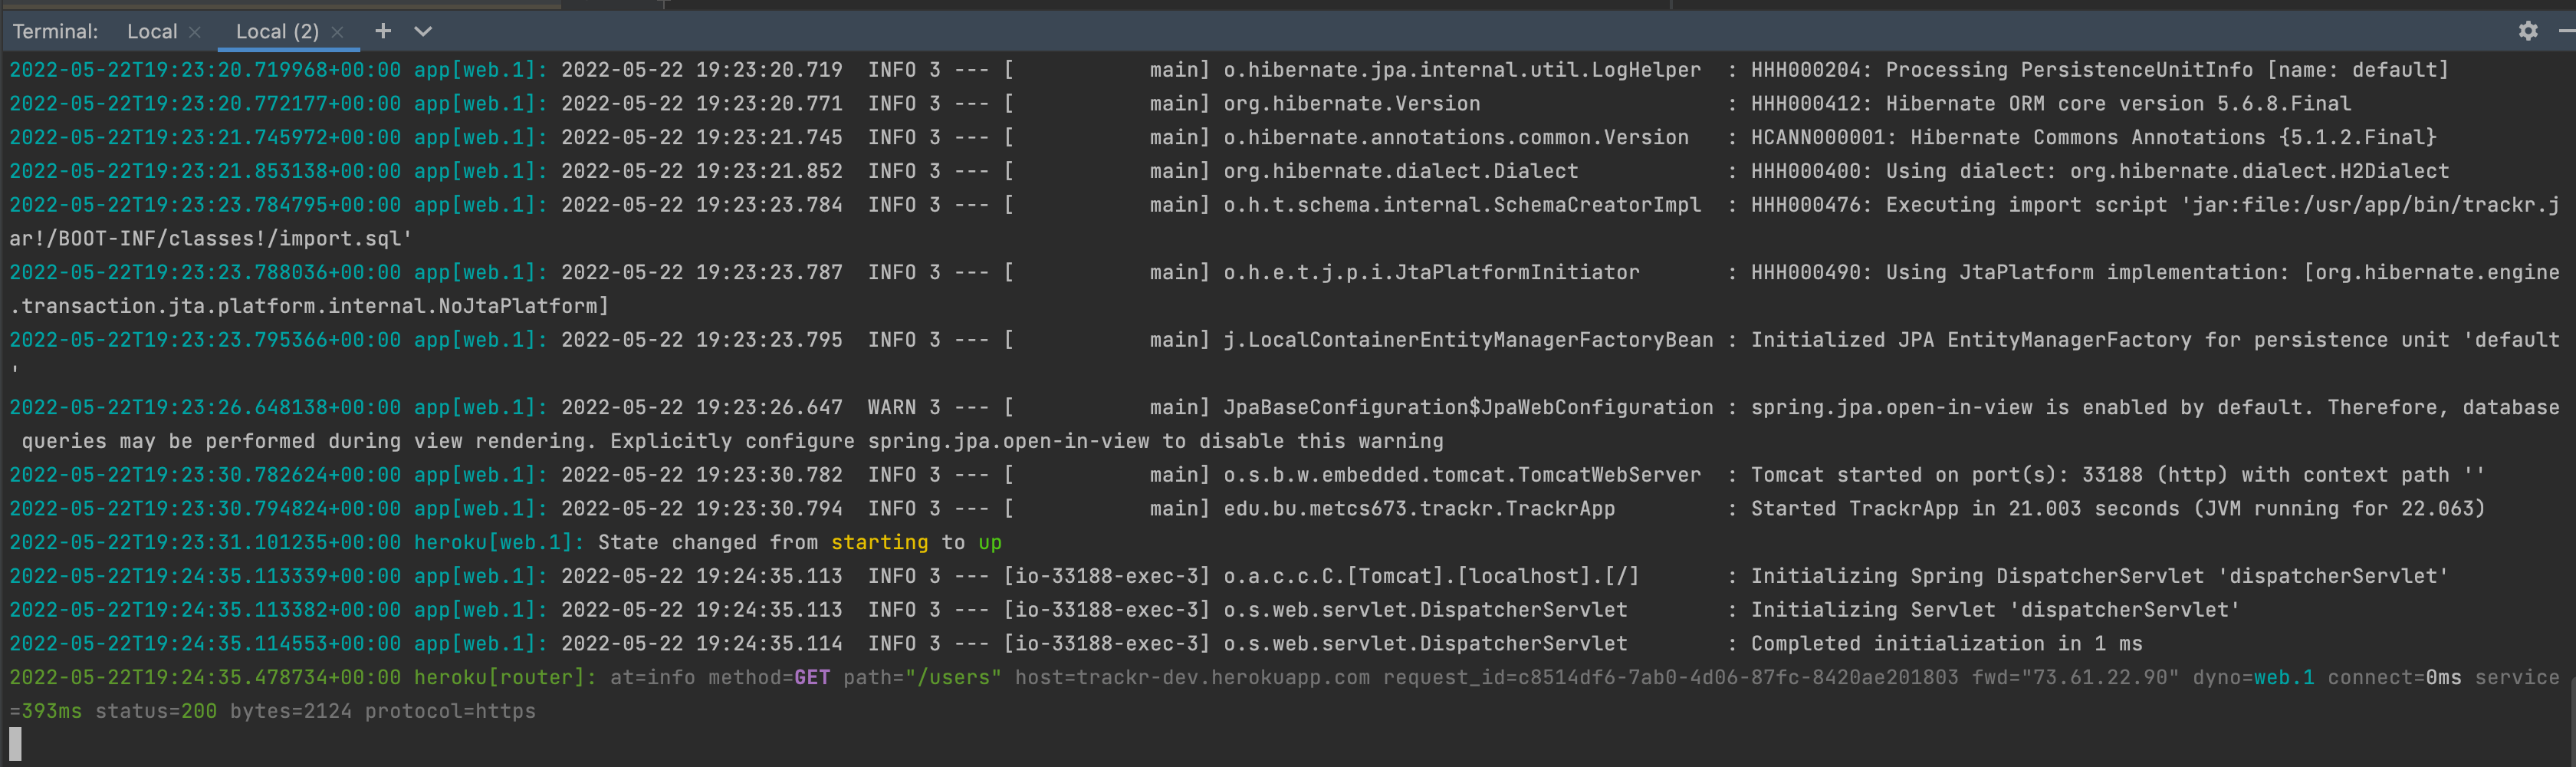 Terminal: Local × Local (2) × +
2022-05-22T19:23:20.719968+00:00 app[web.1]: 2022-05-22 19:23:20.719  INFO 3 --- [           main] o.hibernate.jpa.internal.util.LogHelper  : HHH000204: Processing PersistenceUnitInfo [name: default]
2022-05-22T19:23:20.772177+00:00 app[web.1]: 2022-05-22 19:23:20.771  INFO 3 --- [           main] org.hibernate.Version                    : HHH000412: Hibernate ORM core version 5.6.8.Final
2022-05-22T19:23:21.745972+00:00 app[web.1]: 2022-05-22 19:23:21.745  INFO 3 --- [           main] o.hibernate.annotations.common.Version   : HCANN000001: Hibernate Commons Annotations {5.1.2.Final}
2022-05-22T19:23:21.853138+00:00 app[web.1]: 2022-05-22 19:23:21.852  INFO 3 --- [           main] org.hibernate.dialect.Dialect            : HHH000400: Using dialect: org.hibernate.dialect.H2Dialect
2022-05-22T19:23:23.784795+00:00 app[web.1]: 2022-05-22 19:23:23.784  INFO 3 --- [           main] o.h.t.schema.internal.SchemaCreatorImpl  : HHH000476: Executing import script 'jar:file:/usr/app/bin/trackr.j
ar!/BOOT-INF/classes!/import.sql'
2022-05-22T19:23:23.788036+00:00 app[web.1]: 2022-05-22 19:23:23.787  INFO 3 --- [           main] o.h.e.t.j.p.i.JtaPlatformInitiator       : HHH000490: Using JtaPlatform implementation: [org.hibernate.engine
.transaction.jta.platform.internal.NoJtaPlatform]
2022-05-22T19:23:23.795366+00:00 app[web.1]: 2022-05-22 19:23:23.795  INFO 3 --- [           main] j.LocalContainerEntityManagerFactoryBean : Initialized JPA EntityManagerFactory for persistence unit 'default
'
2022-05-22T19:23:26.648138+00:00 app[web.1]: 2022-05-22 19:23:26.647  WARN 3 --- [           main] JpaBaseConfiguration$JpaWebConfiguration : spring.jpa.open-in-view is enabled by default. Therefore, database
 queries may be performed during view rendering. Explicitly configure spring.jpa.open-in-view to disable this warning
2022-05-22T19:23:30.782624+00:00 app[web.1]: 2022-05-22 19:23:30.782  INFO 3 --- [           main] o.s.b.w.embedded.tomcat.TomcatWebServer  : Tomcat started on port(s): 33188 (http) with context path ''
2022-05-22T19:23:30.794824+00:00 app[web.1]: 2022-05-22 19:23:30.794  INFO 3 --- [           main] edu.bu.metcs673.trackr.TrackrApp         : Started TrackrApp in 21.003 seconds (JVM running for 22.063)
2022-05-22T19:23:31.101235+00:00 heroku[web.1]: State changed from starting to up
2022-05-22T19:24:35.113339+00:00 app[web.1]: 2022-05-22 19:24:35.113  INFO 3 --- [io-33188-exec-3] o.a.c.c.C.[Tomcat].[localhost].[/]       : Initializing Spring DispatcherServlet 'dispatcherServlet'
2022-05-22T19:24:35.113382+00:00 app[web.1]: 2022-05-22 19:24:35.113  INFO 3 --- [io-33188-exec-3] o.s.web.servlet.DispatcherServlet        : Initializing Servlet 'dispatcherServlet'
2022-05-22T19:24:35.114553+00:00 app[web.1]: 2022-05-22 19:24:35.114  INFO 3 --- [io-33188-exec-3] o.s.web.servlet.DispatcherServlet        : Completed initialization in 1 ms
2022-05-22T19:24:35.478734+00:00 heroku[router]: at=info method=GET path="/users" host=trackr-dev.herokuapp.com request_id=c8514df6-7ab0-4d06-87fc-8420ae201803 fwd="73.61.22.90" dyno=web.1 connect=0ms service
=393ms status=200 bytes=2124 protocol=https